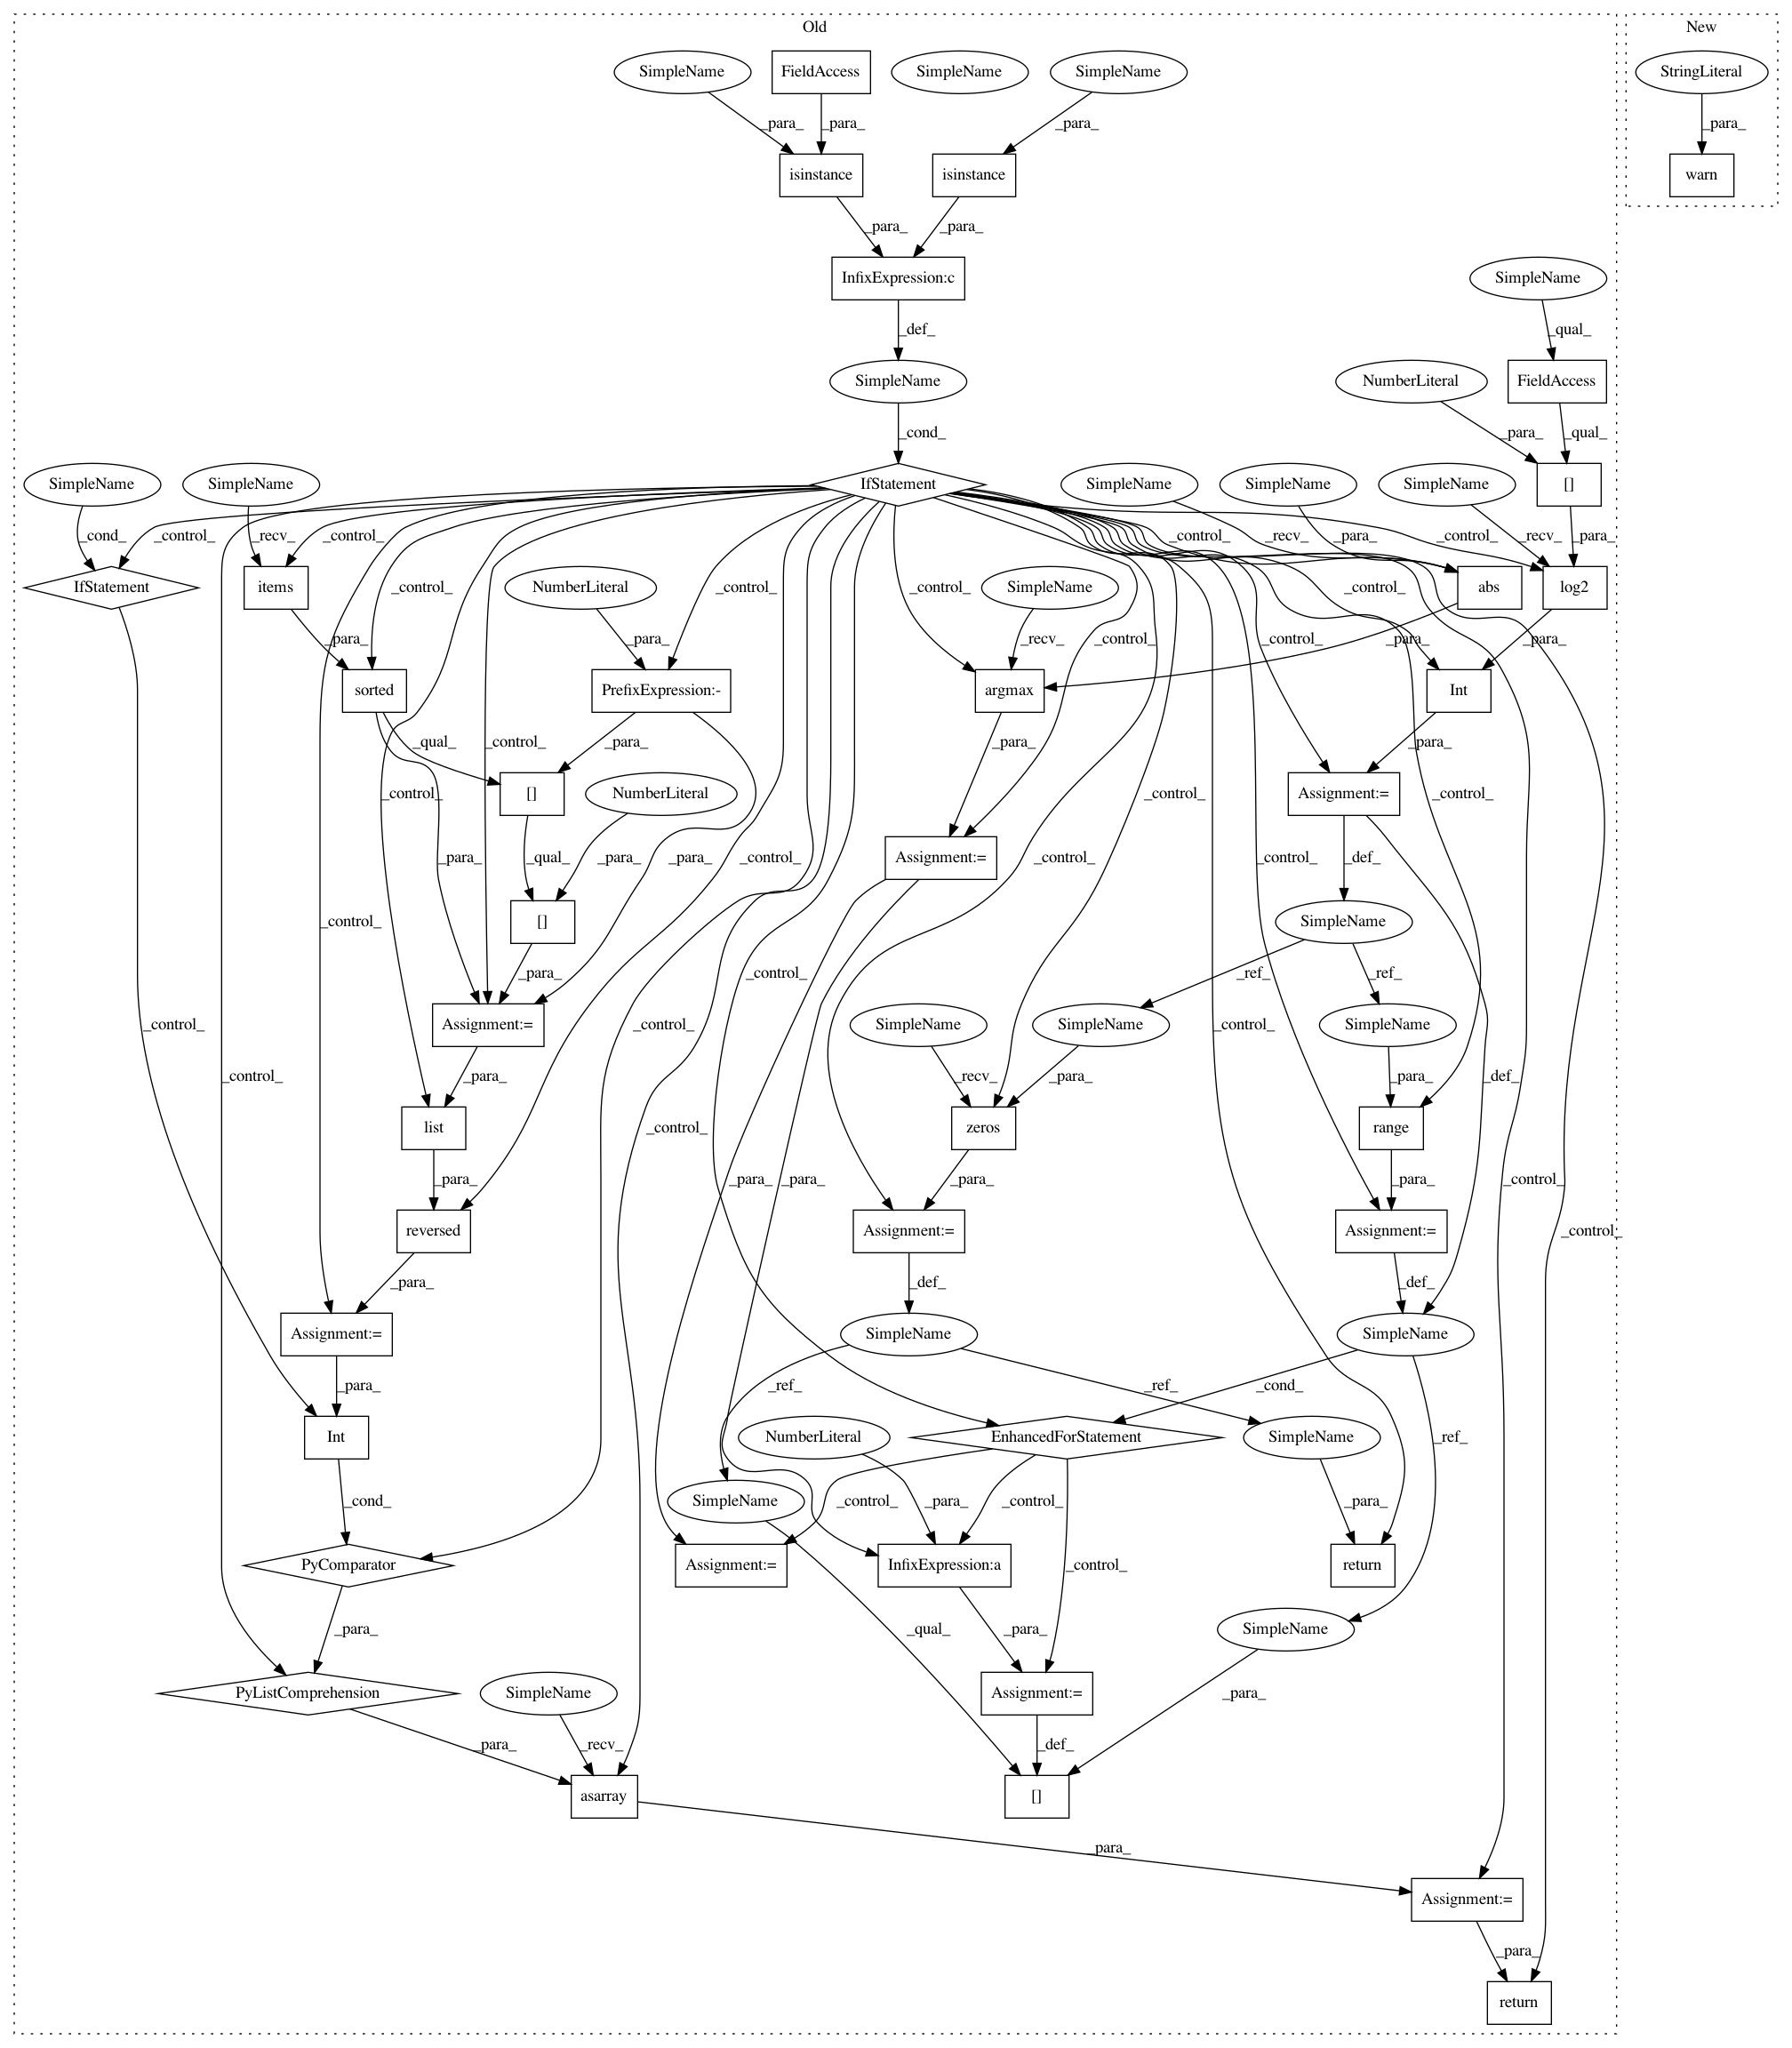 Old
New
SimpleName
FieldAccess
SimpleName
SimpleName
StringLiteral
_para_
_para_
_para_
_para_
isinstance
isinstance
warn
_para_
_para_
InfixExpression:c
SimpleName
_def_
_qual_
SimpleName
NumberLiteral
FieldAccess
_cond_
_para_
_qual_
SimpleName
SimpleName
IfStatement
SimpleName
SimpleName
SimpleName
[]
_cond_
_control_
_recv_
_control_
_control_
_recv_
_para_
_control_
_recv_
_para_
IfStatement
items
_control_
NumberLiteral
_control_
_control_
SimpleName
_control_
abs
log2
_para_
_para_
_recv_
_control_
_control_
_para_
_para_
sorted
PrefixExpression:-
argmax
Int
_qual_
_control_
_para_
_para_
_control_
_para_
[]
NumberLiteral
Assignment:=
_control_
_para_
_qual_
_para_
_para_
_control_
Assignment:=
_control_
_control_
_def_
_control_
[]
SimpleName
_para_
_control_
_ref_
_ref_
_control_
_control_
Assignment:=
SimpleName
SimpleName
SimpleName
_control_
_control_
_para_
_recv_
_para_
_para_
_def_
list
_control_
zeros
range
_para_
_para_
_para_
_para_
_para_
_control_
reversed
Assignment:=
Assignment:=
_control_
_para_
_def_
_def_
Assignment:=
SimpleName
SimpleName
_para_
_ref_
_ref_
_cond_
Int
NumberLiteral
EnhancedForStatement
SimpleName
_ref_
_cond_
SimpleName
_control_
_para_
_control_
_para_
PyComparator
Assignment:=
InfixExpression:a
_control_
return
_para_
_qual_
_para_
SimpleName
PyListComprehension
SimpleName
Assignment:=
_para_
_para_
_recv_
_def_
asarray
[]
_para_
Assignment:=
_para_
return